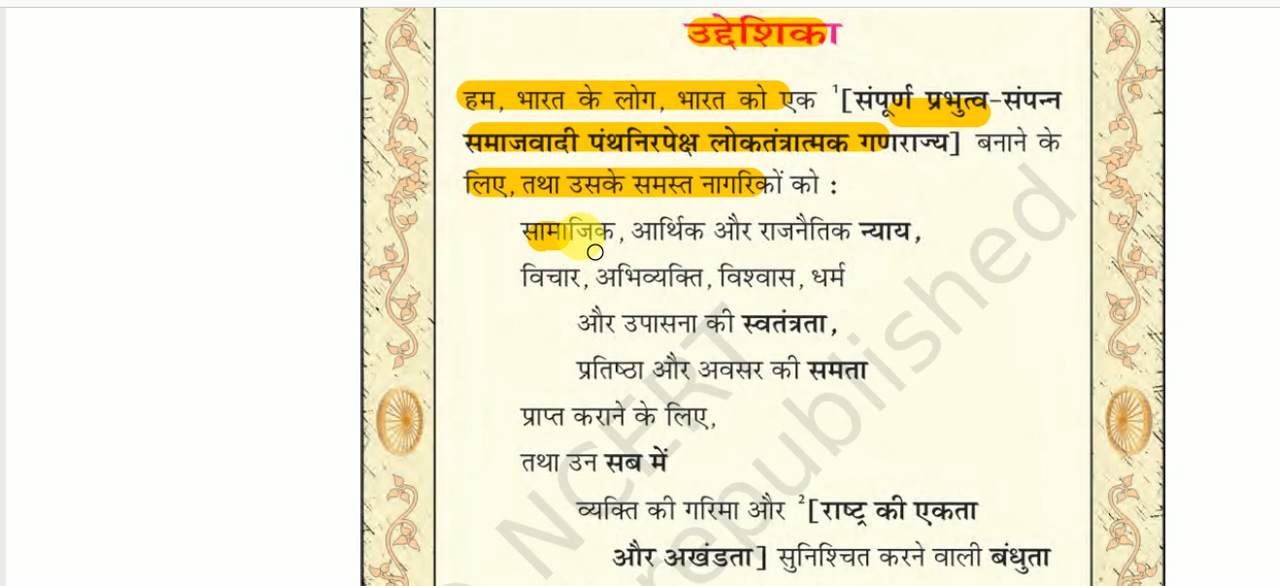 उद्देशिका
हम, भारत के लोग, भारत को एक ¹[संपूर्ण प्रभुत्व-संपन्न
समाजवादी पंथनिरपेक्ष लोकतंत्रात्मक गणराज्य] बनाने के
लिए, तथा उसके समस्त नागरिकों को :
सामाजिक, आर्थिक और राजनैतिक न्याय,
विचार, अभिव्यक्ति, विश्वास, धर्म
और उपासना की स्वतंत्रता,
प्रतिष्ठा और अवसर की समता
प्राप्त कराने के लिए,
तथा उन सब में
व्यक्ति की गरिमा और ²[राष्ट्र की एकता
और अखंडता] सुनिश्चित करने वाली बंधुता
NCERT
republished